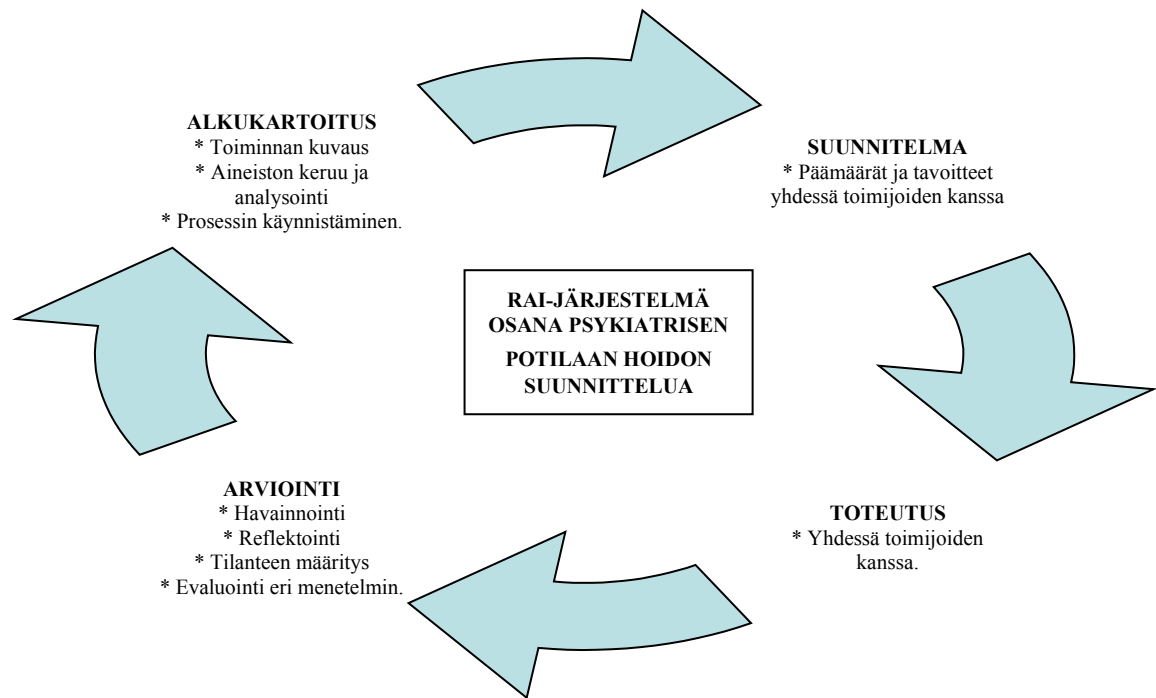 ALKUKARTOITUS
* Toiminnan kuvaus
* Aineiston keruu ja
analysointi
* Prosessin käynnistäminen.
SUUNNITELMA
* Päämäärät ja tavoitteet
yhdessä toimijoiden kanssa
RAI-JÄRJESTELMÄ
OSANA PSYKIATRISEN
POTILAAN HOIDON
SUUNNITTELUA
TOTEUTUS
* Yhdessä toimijoiden
kanssa.
ARVIOINTI
* Havainnointi
* Reflektointi
* Tilanteen määritys
* Evaluointi eri menetelmin.